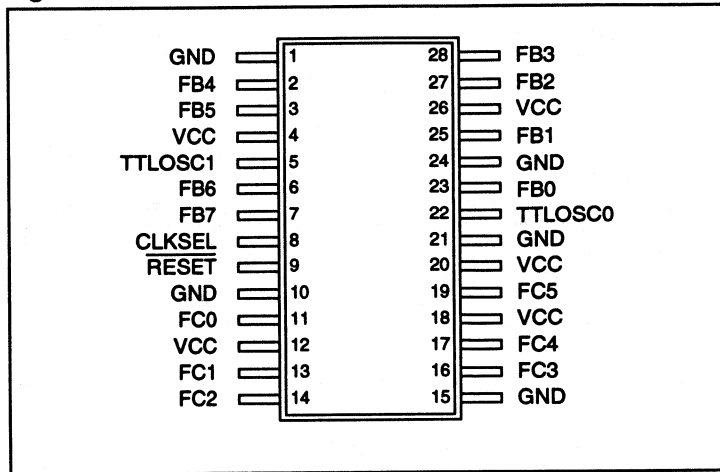 GND 1 28 FB3
FB4 2 27 FB2
FB5 3 26 VCC
VCC 4 25 FB1
TTLOSC1 5 24 GND
FB6 6 23 FB0
FB7 7 22 TTLOSC0
CLKSEL 8 21 GND
RESET 9 20 VCC
GND 10 19 FC5
FC0 11 18 VCC
VCC 12 17 FC4
FC1 13 16 FC3
FC2 14 15 GND